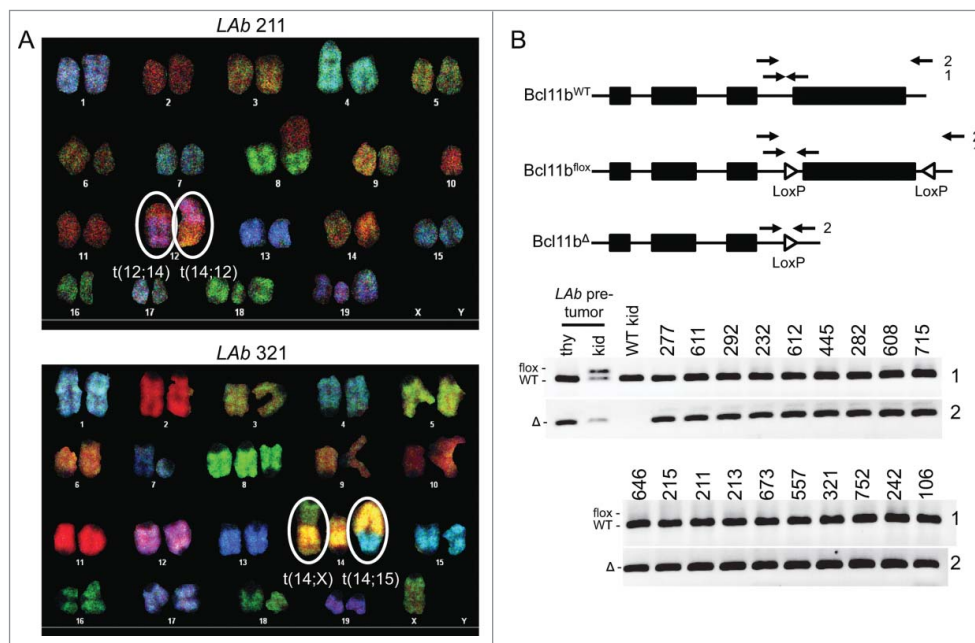 A
LAb 211
1 2 3 4 5
6 7 8 9 10
11 12 13 14 15
t(12;14) t(14;12)
16 17 18 19 X Y
LAb 321
1 2 3 4 5
6 7 8 9 10
11 12 13 14 15
t(14;X) t(14;15)
16 17 18 19 X Y
B
2
1
Bcl11bWT
2
Bcl11bflox
LoxP LoxP
2
Bcl11bΔ
LoxP
LAb pre-
tumor
thy kid WT kid 277 611 292 232 612 445 282 608 715
flox
WT 1
Δ - 2
646 215 211 213 673 557 321 752 242 106
flox
WT 1
Δ - 2